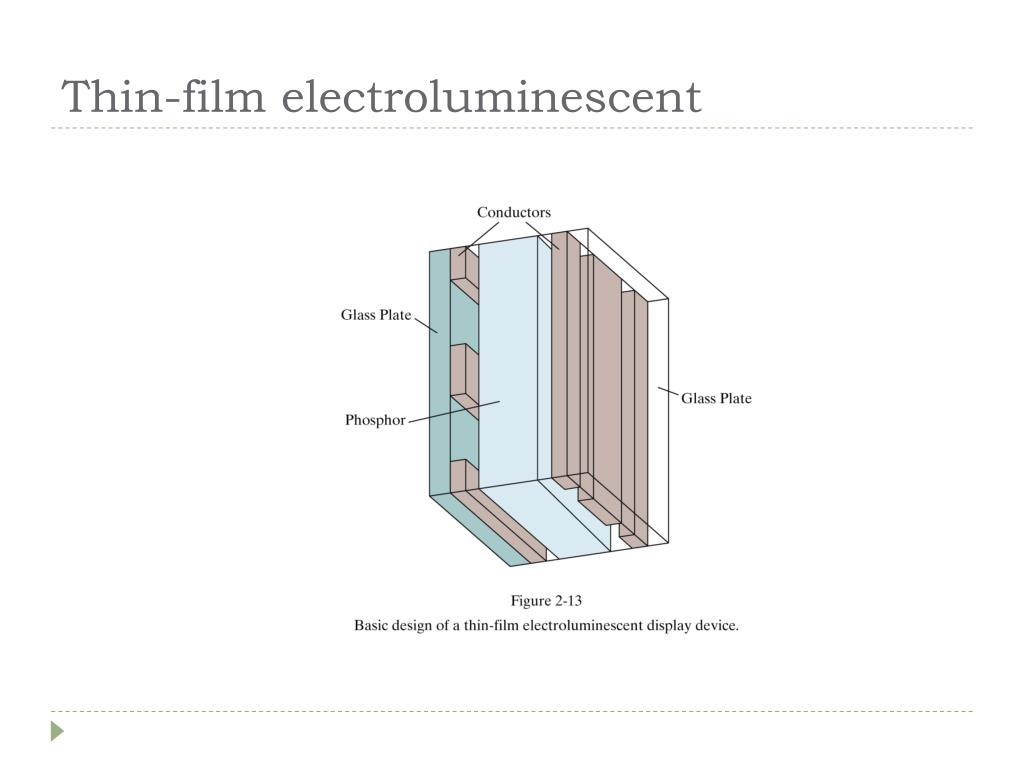 Thin-film electroluminescent
Conductors
Glass Plate
Glass Plate
Phosphor
Figure 2-13
Basic design of a thin-film electroluminescent display device.